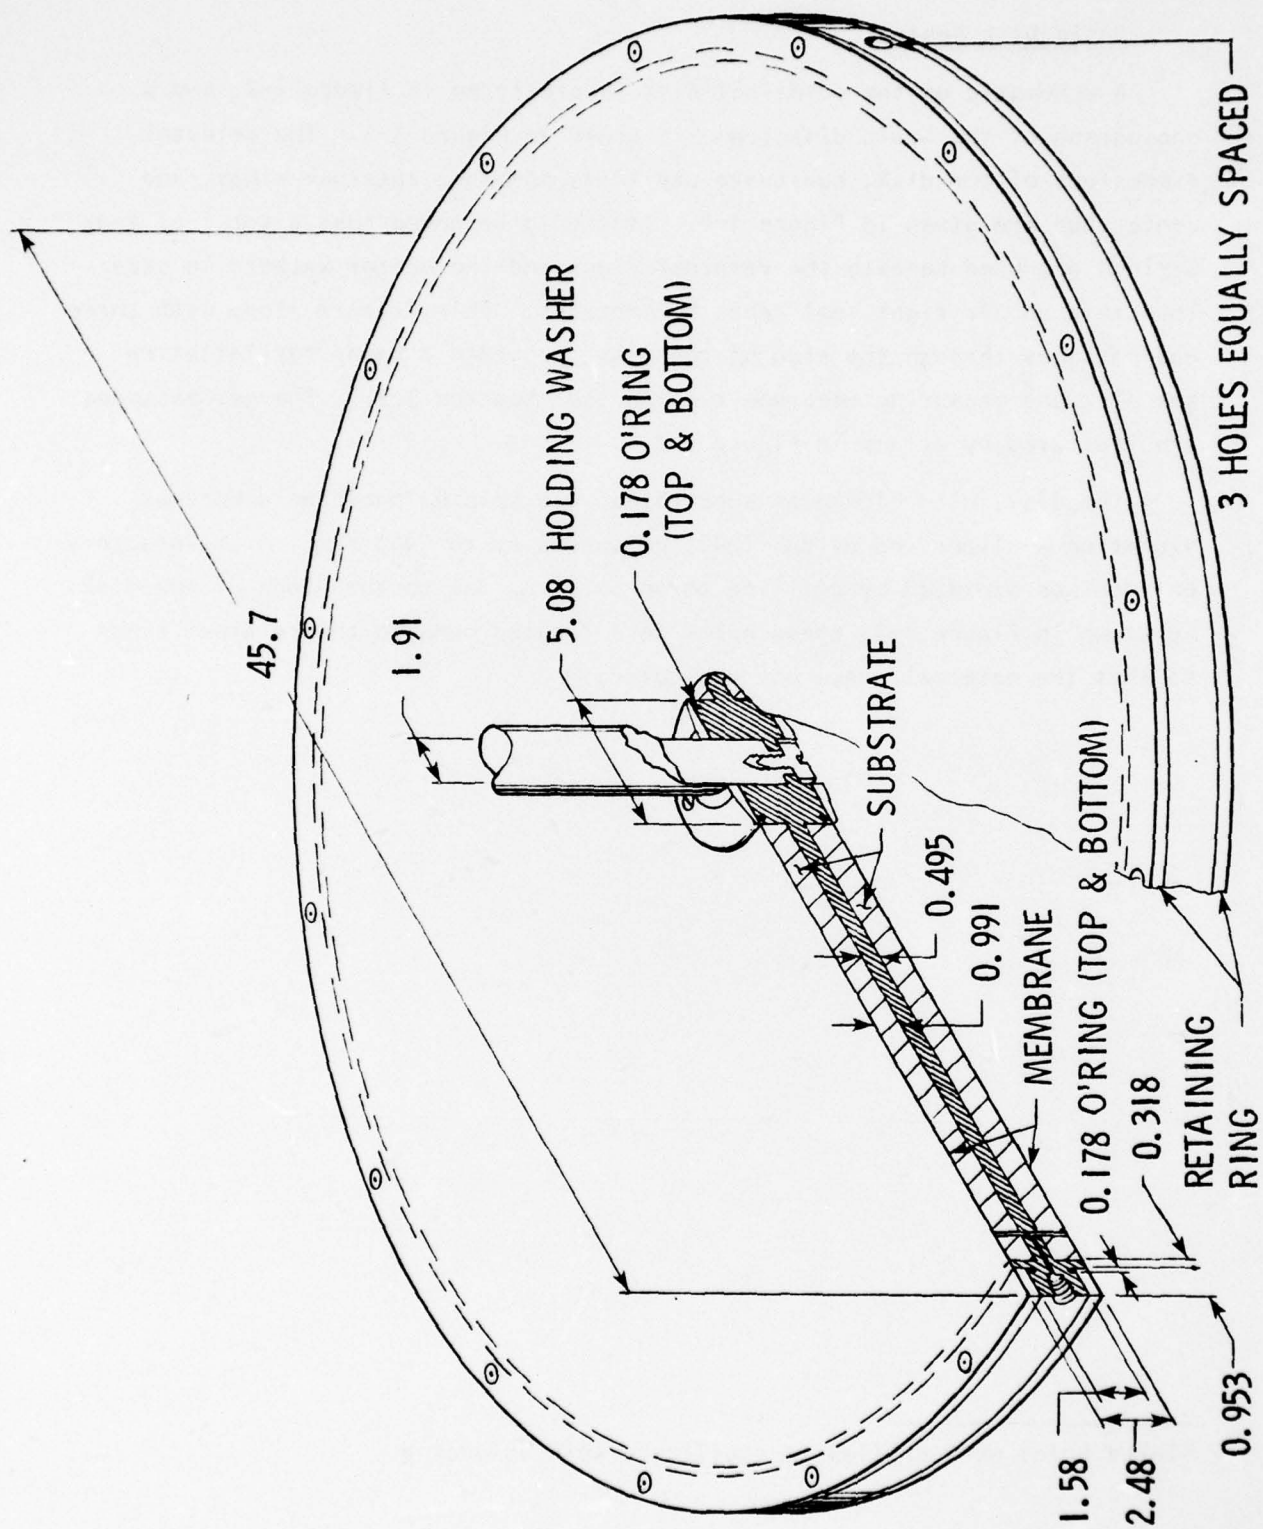 45.7
1.91
5.08 HOLDING WASHER
0.178 O'RING
(TOP & BOTTOM)
SUBSTRATE
0.495
0.991
MEMBRANE
0.178 O'RING (TOP & BOTTOM)
0.318
RETAINING
RING
3 HOLES EQUALLY SPACED
1.58
2.48
0.953